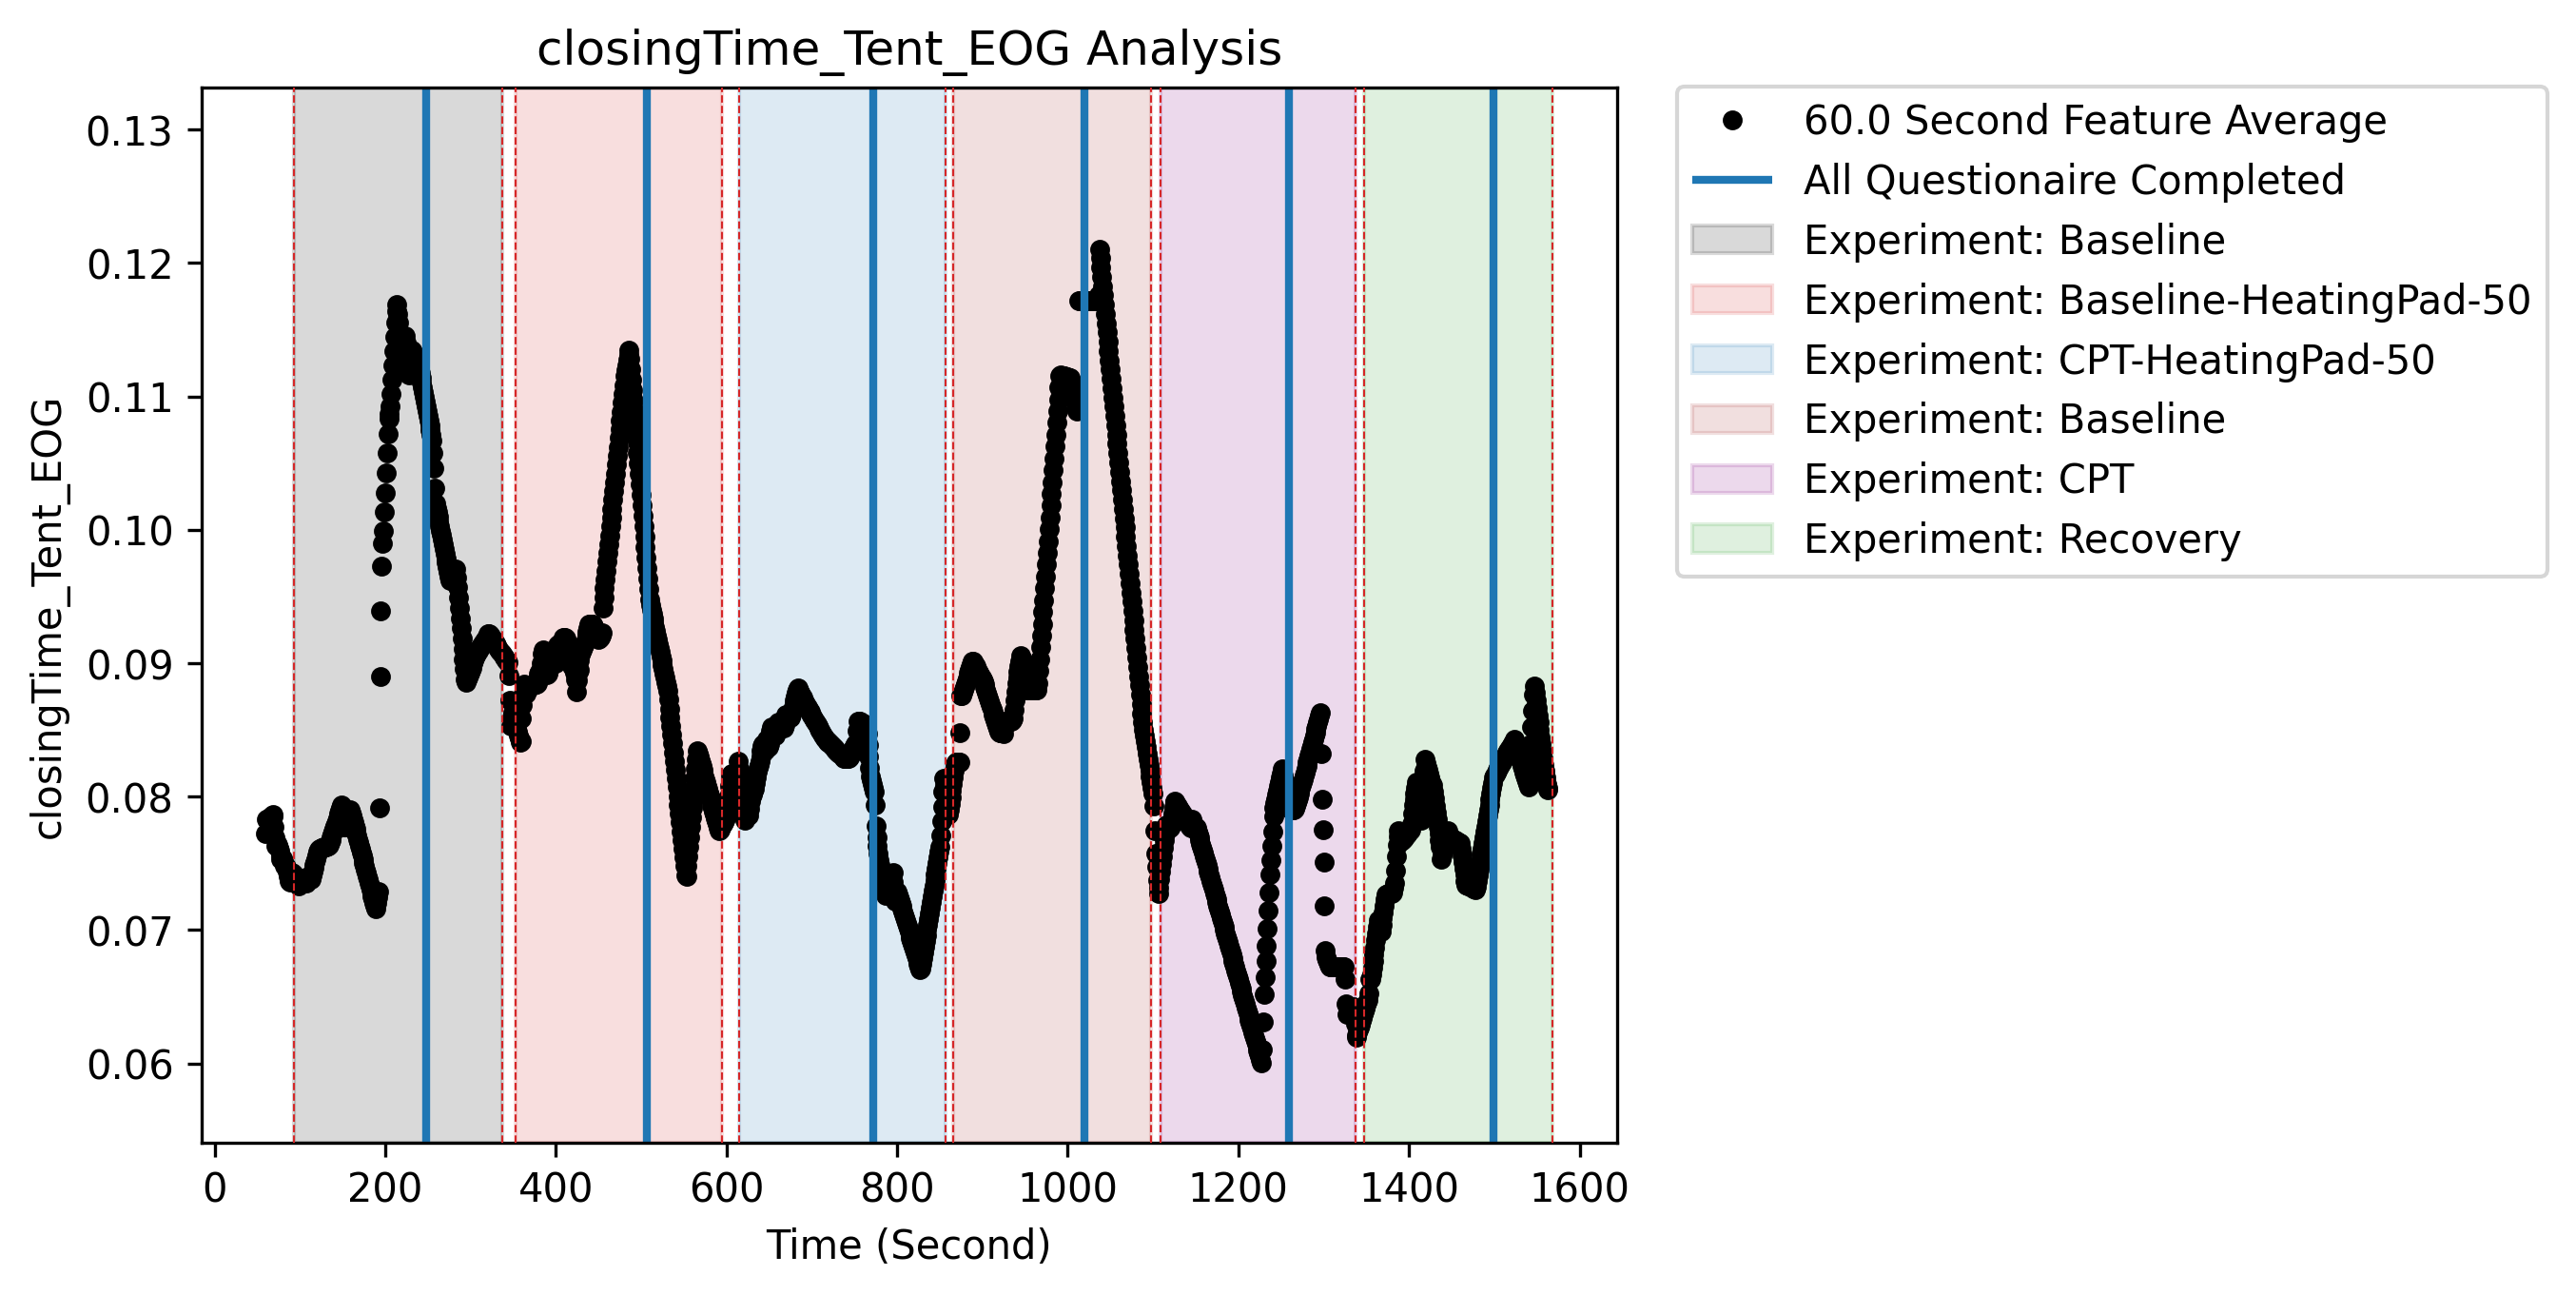 closingTime_Tent_EOG Analysis
0.13
0.12
0.11
0.10
0.09
0.08
0.07
0.06
closingTime_Tent_EOG
0 200 400 600 800 1000 1200 1400 1600
Time (Second)
60.0 Second Feature Average
All Questionaire Completed
Experiment: Baseline
Experiment: Baseline-HeatingPad-50
Experiment: CPT-HeatingPad-50
Experiment: Baseline
Experiment: CPT
Experiment: Recovery